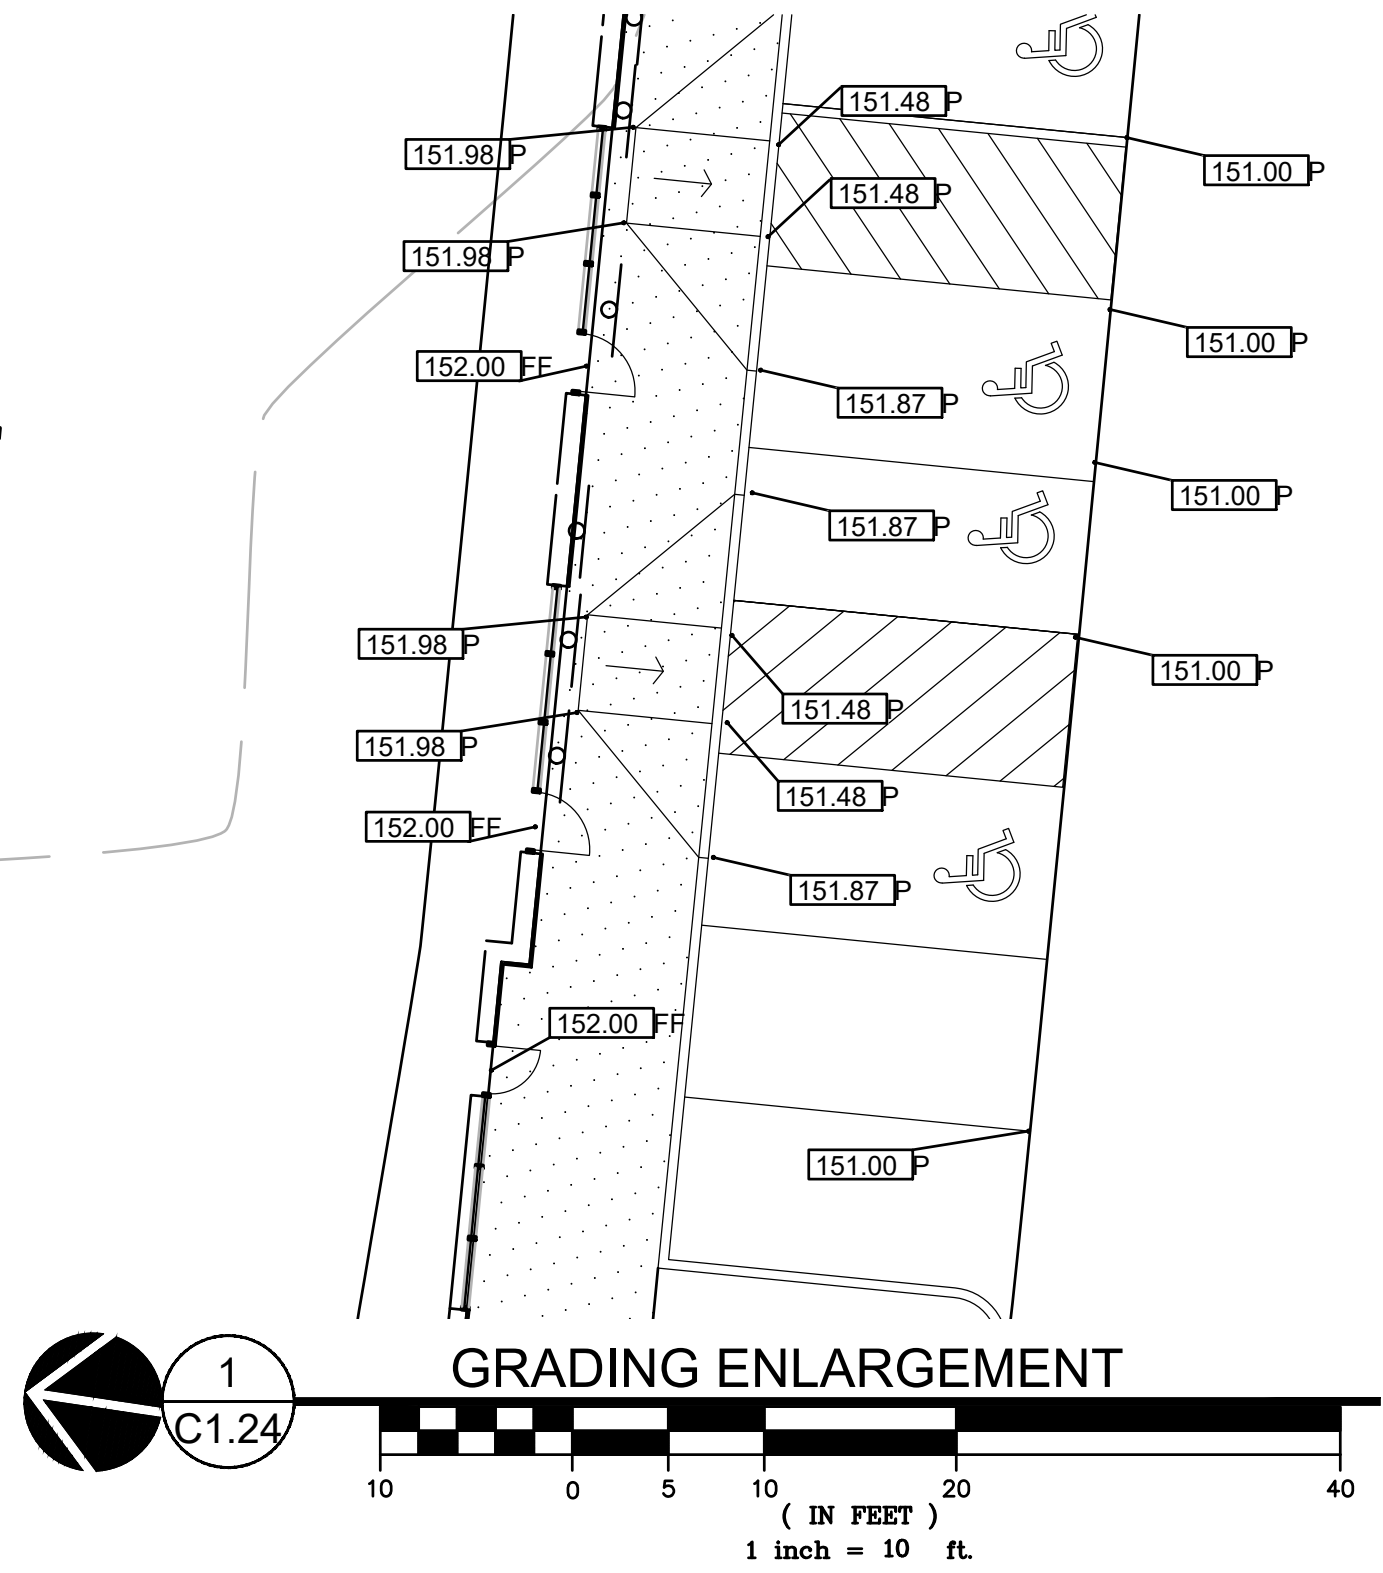 151.48 P
151.98 P
151.00 P
151.48 P
151.98 P
151.00 P
152.00 FF
151.87 P
151.00 P
151.87 P
151.98 P
151.00 P
151.48 P
151.98 P
151.48 P
152.00 FF
151.87 P
152.00 FF
151.00 P
1
C1.24
GRADING ENLARGEMENT
10 0 5 10 20 40
( IN FEET )
1 inch = 10 ft.